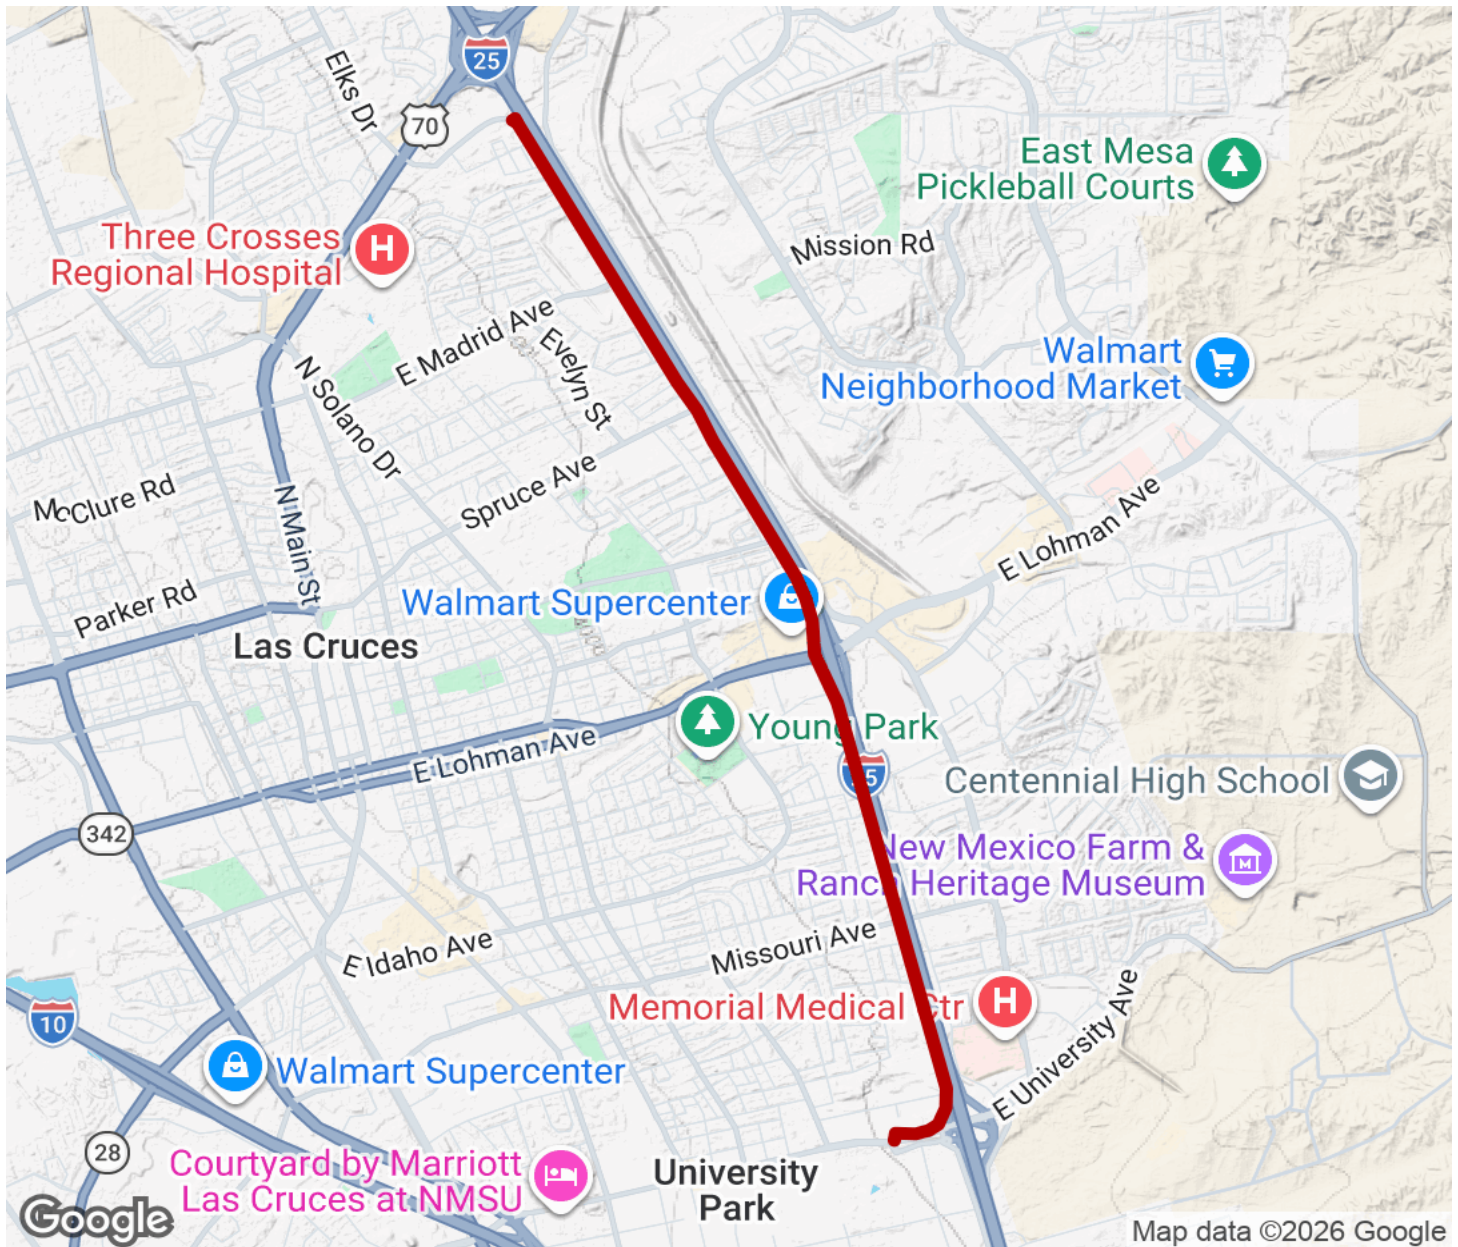 25
Elks Dr
70
East Mesa
Pickleball Courts
Mission Rd
Three Crosses
Regional Hospital
H
E Madrid Ave
Evelyn St
Walmart
Neighborhood Market
N Solano Dr
McClure Rd
Spruce Ave
N Main St
E Lohman Ave
Parker Rd
Walmart Supercenter
Las Cruces
Young Park
E Lohman Ave
Centennial High School
342
New Mexico Farm &
Ranch Heritage Museum
M
E Idaho Ave
Missouri Ave
Memorial Medical Ctr
H
E University Ave
10
Walmart Supercenter
28
Courtyard by Marriott
Las Cruces at NMSU
University
Park
Google
Map data ©2026 Google